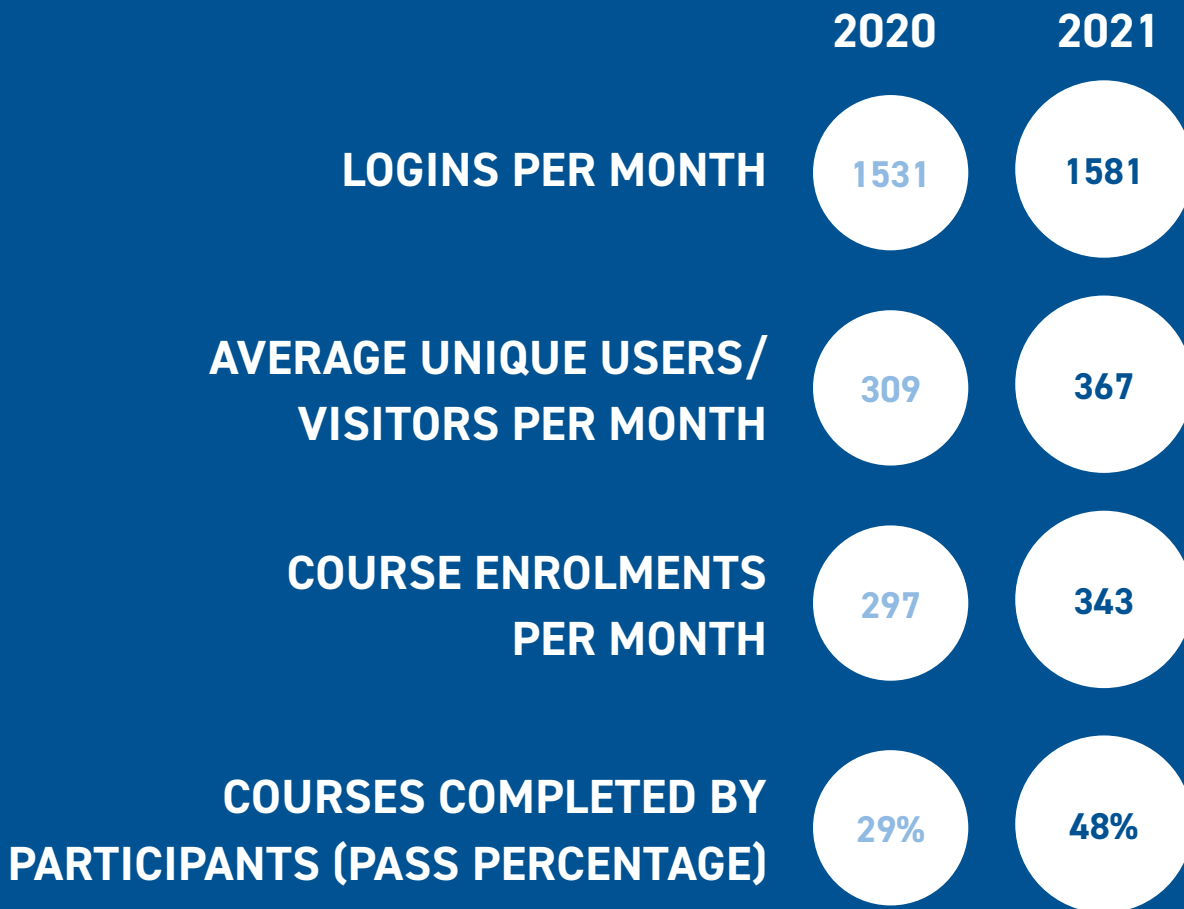 2020 2021
LOGINS PER MONTH 1531 1581
AVERAGE UNIQUE USERS/
VISITORS PER MONTH 309 367
COURSE ENROLMENTS
PER MONTH 297 343
COURSES COMPLETED BY
PARTICIPANTS (PASS PERCENTAGE) 29% 48%